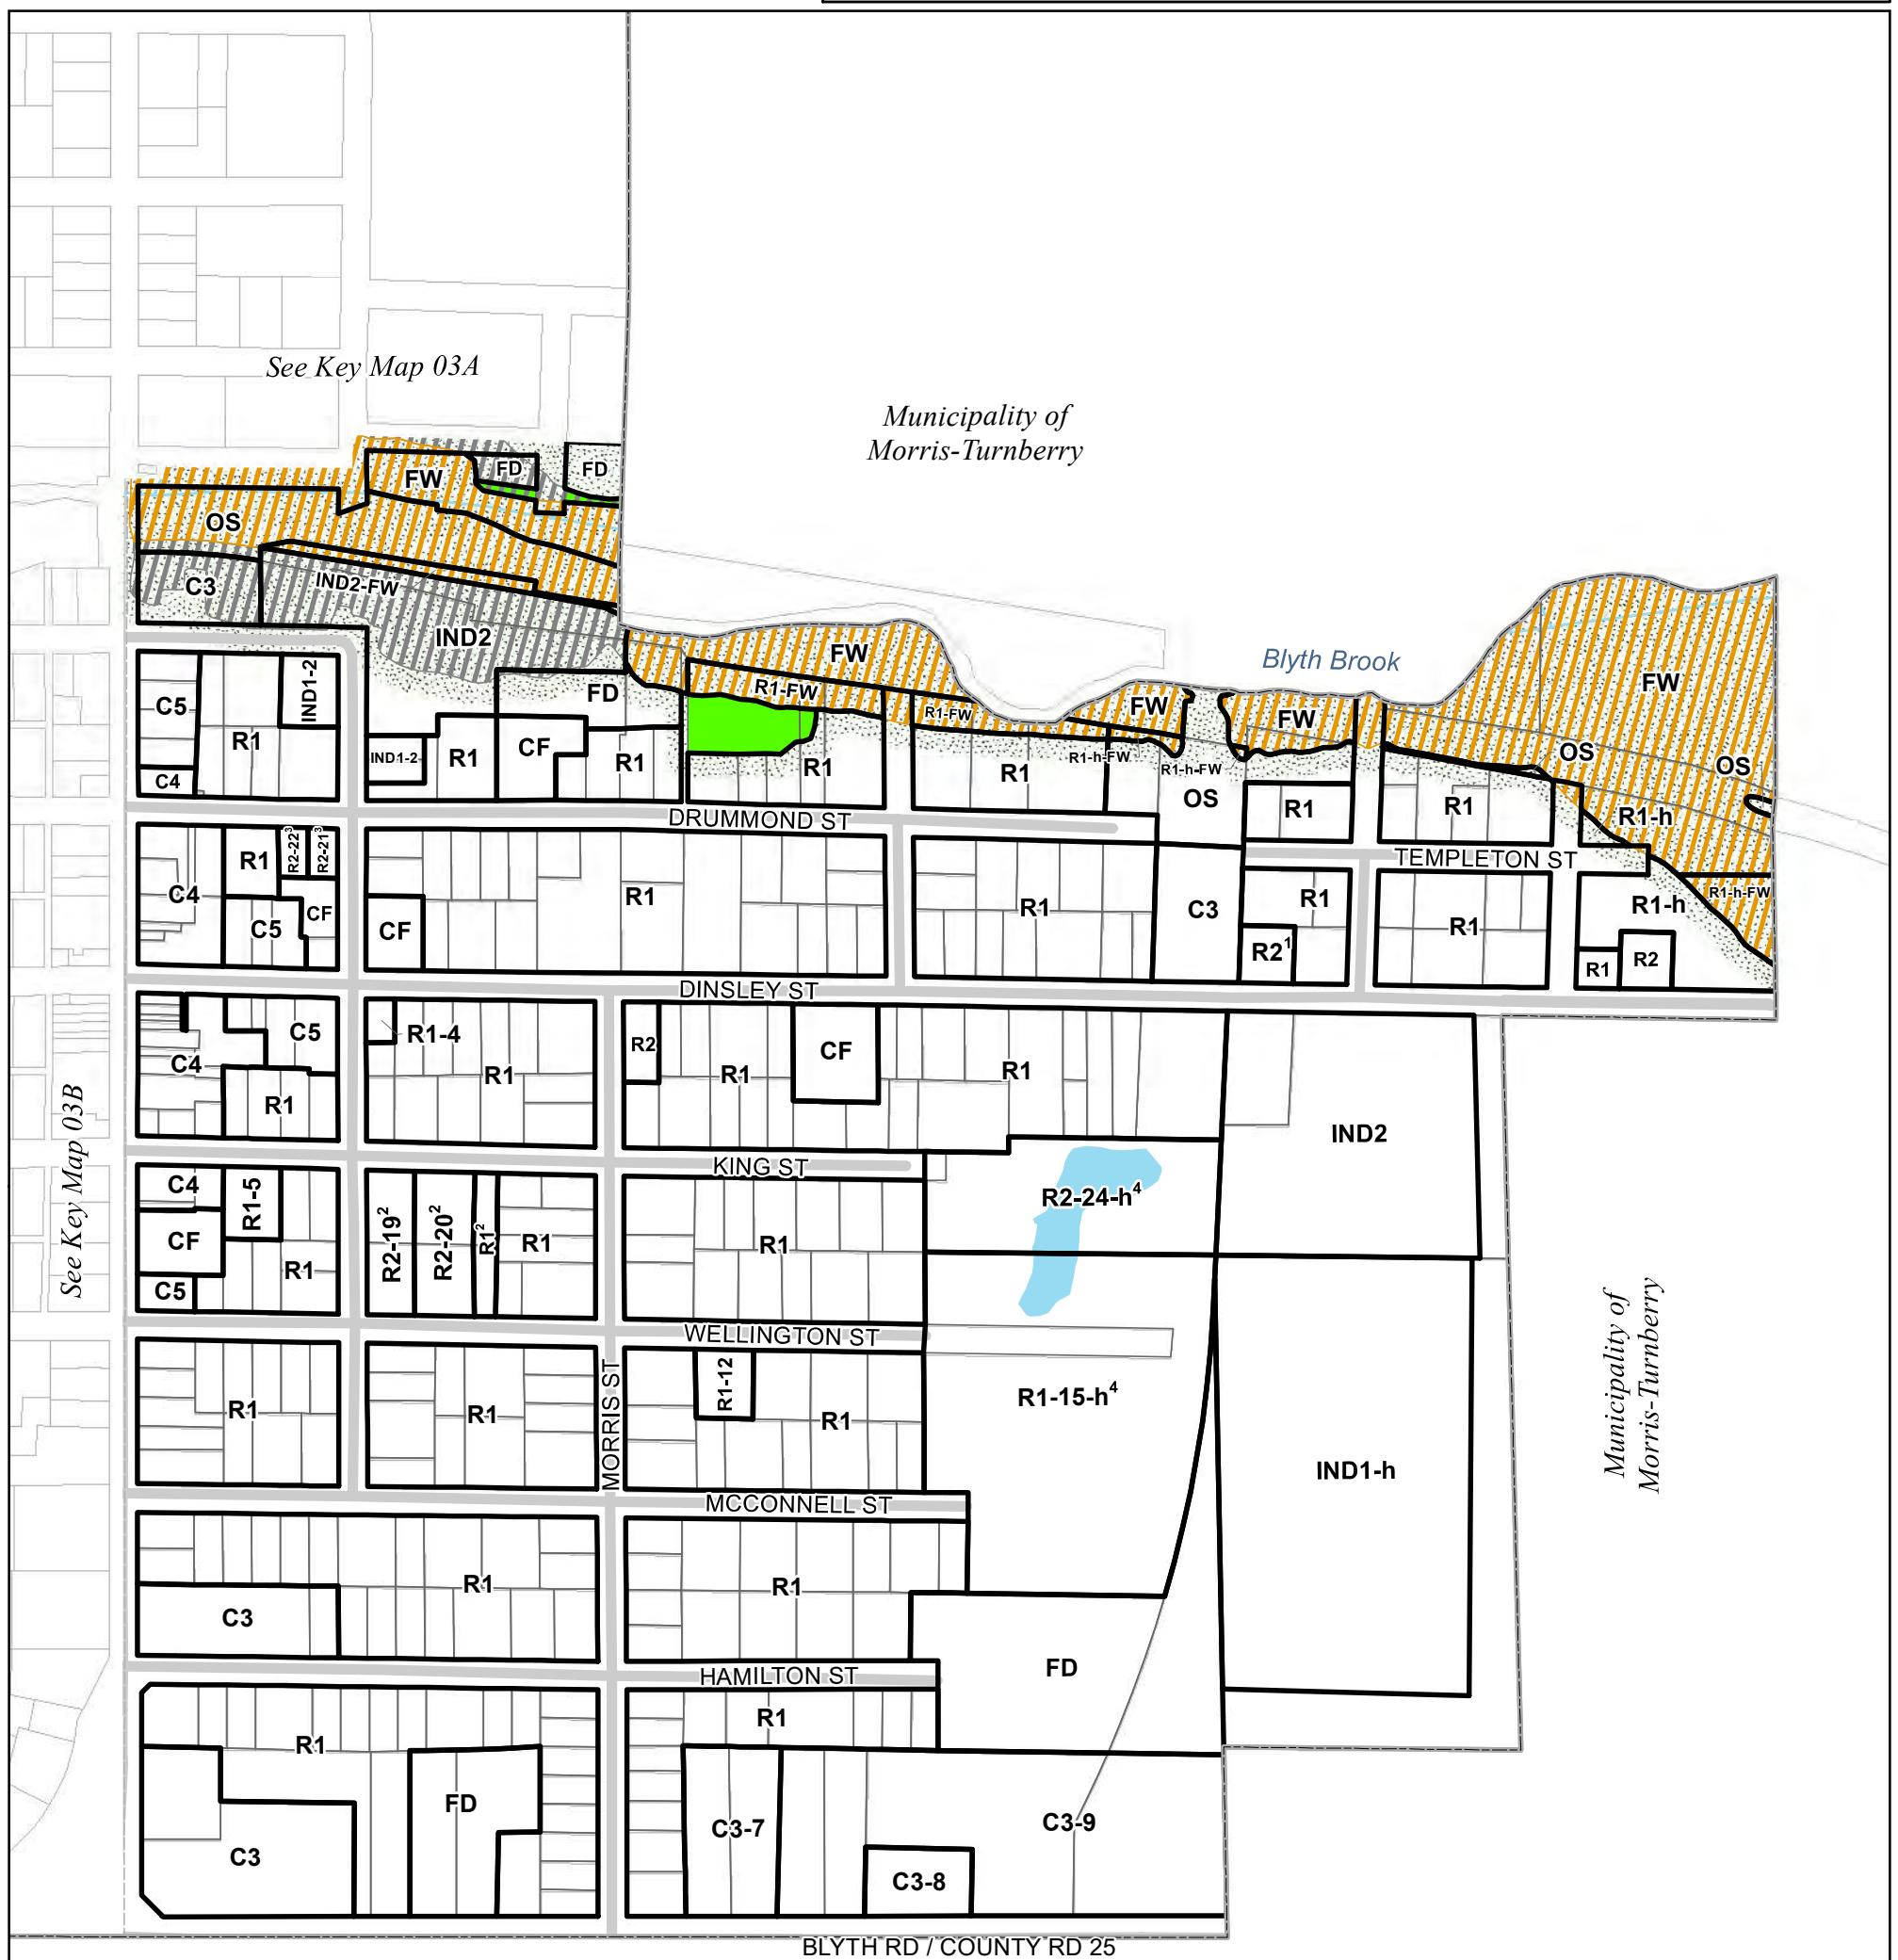 See Key Map 03A
Municipality of
Morris-Turnberry
FW
FD
FD
OS
C3
IND2-FW
IND2
FW
R1-FW
R1-FW
FW
FW
Blyth Brook
FW
OS
OS
C5
R1
IND1-2
C4
IND1-2
R1
CF
FD
R1
R1
R1
R1-h-FW
R1-h-FW
OS
R1
R1
R1-h
DRUMMOND ST
TEMPLETON ST
C4
R1
R2-22³
R2-21³
C5
CF
CF
R1
R1
C3
R1
R2¹
R1
R1-h-FW
R1-h
R1
R2
DINSLEY ST
C4
C5
R1
R1-4
R1
R2
R1
CF
R1
IND2
KING ST
See Key Map 03B
C4
R1-5
CF
C5
R1
R2-19²
R2-20²
R1²
R1
R1
R2-24-h⁴
WELLINGTON ST
R1
R1
MORRIS ST
R1-12
R1
R1-15-h⁴
IND1-h
Municipality of
Morris-Turnberry
MCCONNELL ST
R1
C3
R1
FD
HAMILTON ST
R1
C3
FD
R1
C3-7
C3-8
C3-9
BLYTH RD / COUNTY RD 25